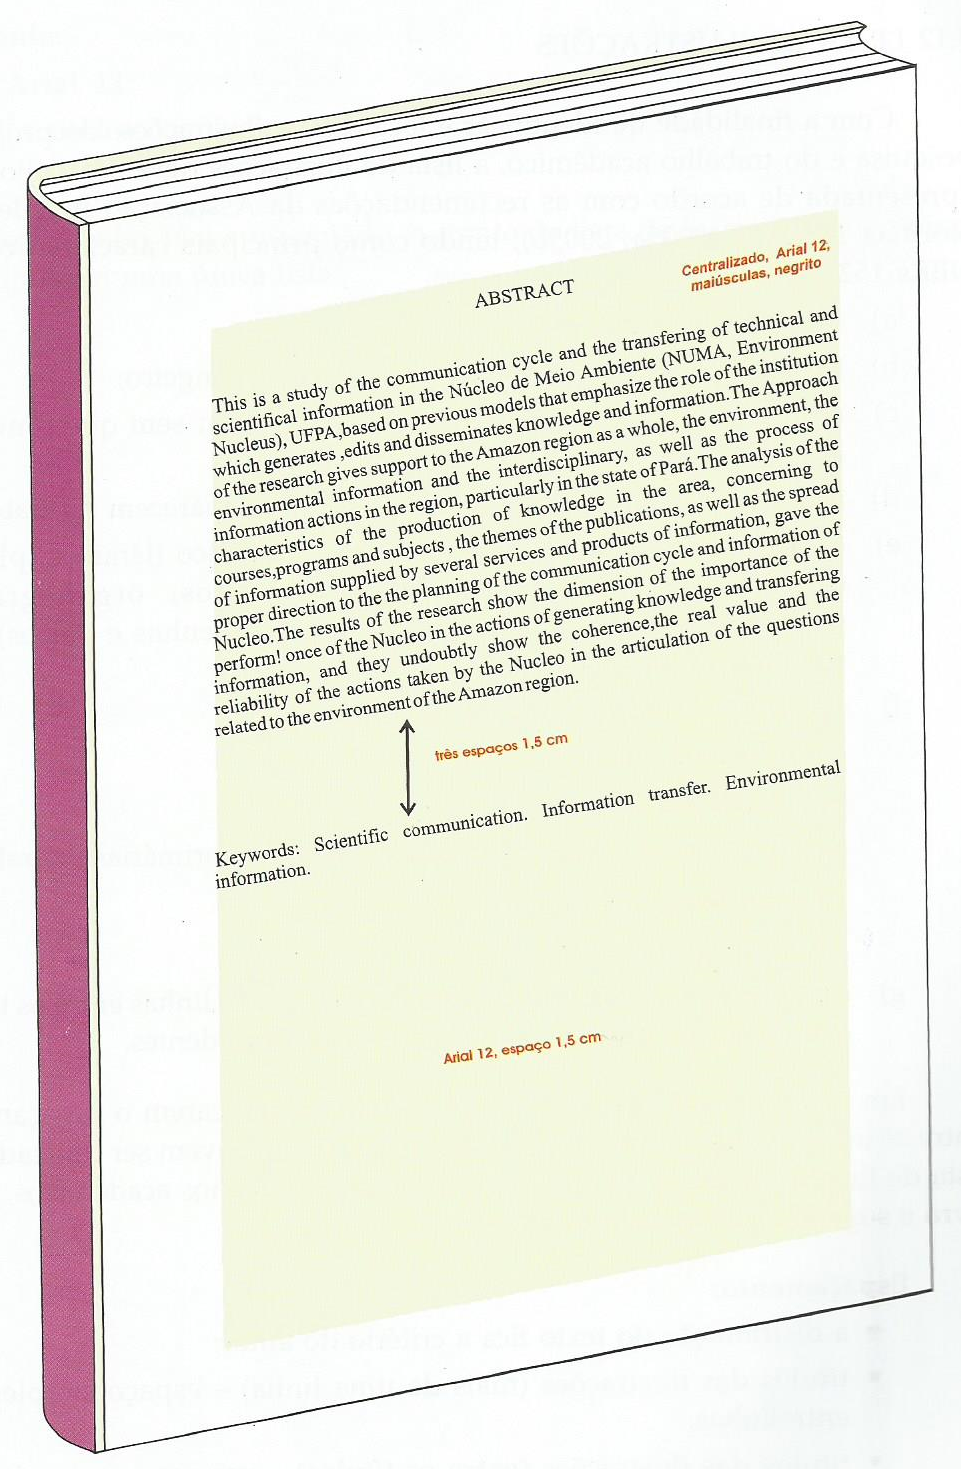 ABSTRACT
Centralizado, Arial 12,
maiúsculas, negrito
This is a study of the communication cycle and the transfering of technical and
scientifical information in the Núcleo de Meio Ambiente (NUMA, Environment
Nucleus), UFPA,based on previous models that emphasize the role of the institution
which generates ,edits and disseminates knowledge and information.The Approach
of the research gives support to the Amazon region as a whole, the environment, the
environmental information and the interdisciplinary, as well as the process of
information actions in the region, particularly in the state of Pará.The analysis of the
characteristics of the production of knowledge in the area, concerning to
courses,programs and subjects , the themes of the publications, as well as the spread
of information supplied by several services and products of information, gave the
proper direction to the the planning of the communication cycle and information of
Nucleo.The results of the research show the dimension of the importance of the
perform! once of the Nucleo in the actions of generating knowledge and transfering
information, and they undoubtly show the coherence,the real value and the
reliability of the actions taken by the Nucleo in the articulation of the questions
related to the environment of the Amazon region.
três espaços 1,5 cm
Keywords: Scientific communication. Information transfer. Environmental
information.
Arial 12, espaço 1,5 cm